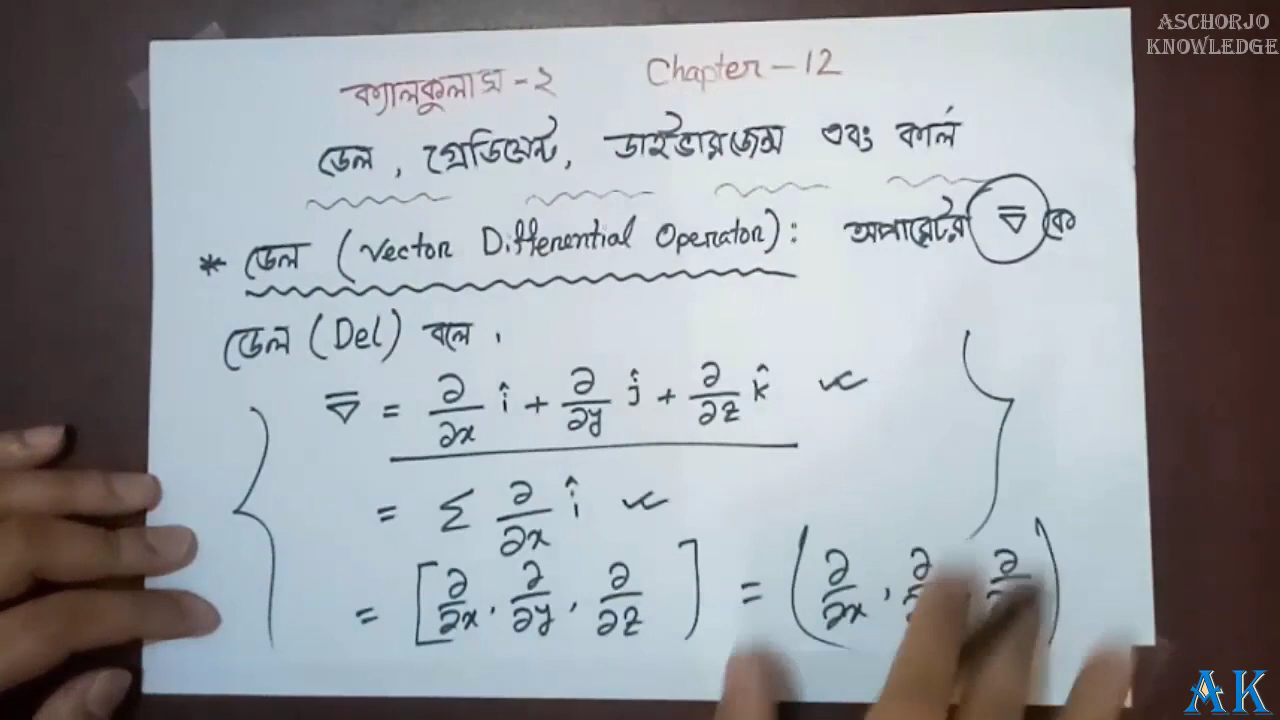 ASCHORJO
KNOWLEDGE
ক্যালকুলাস - ২ Chapter - 12
ডেল, গ্রেডিয়েন্ট, ডাইভারজেন্স এবং কার্ল
* ডেল (Vector Differential Operator): অপারেটর ∇̅ কে
ডেল (Del) বলে .
∇̅ = ∂/∂x î + ∂/∂y ĵ + ∂/∂z k̂
= Σ ∂/∂x î
= [∂/∂x, ∂/∂y, ∂/∂z] = (∂/∂x, ∂
AK